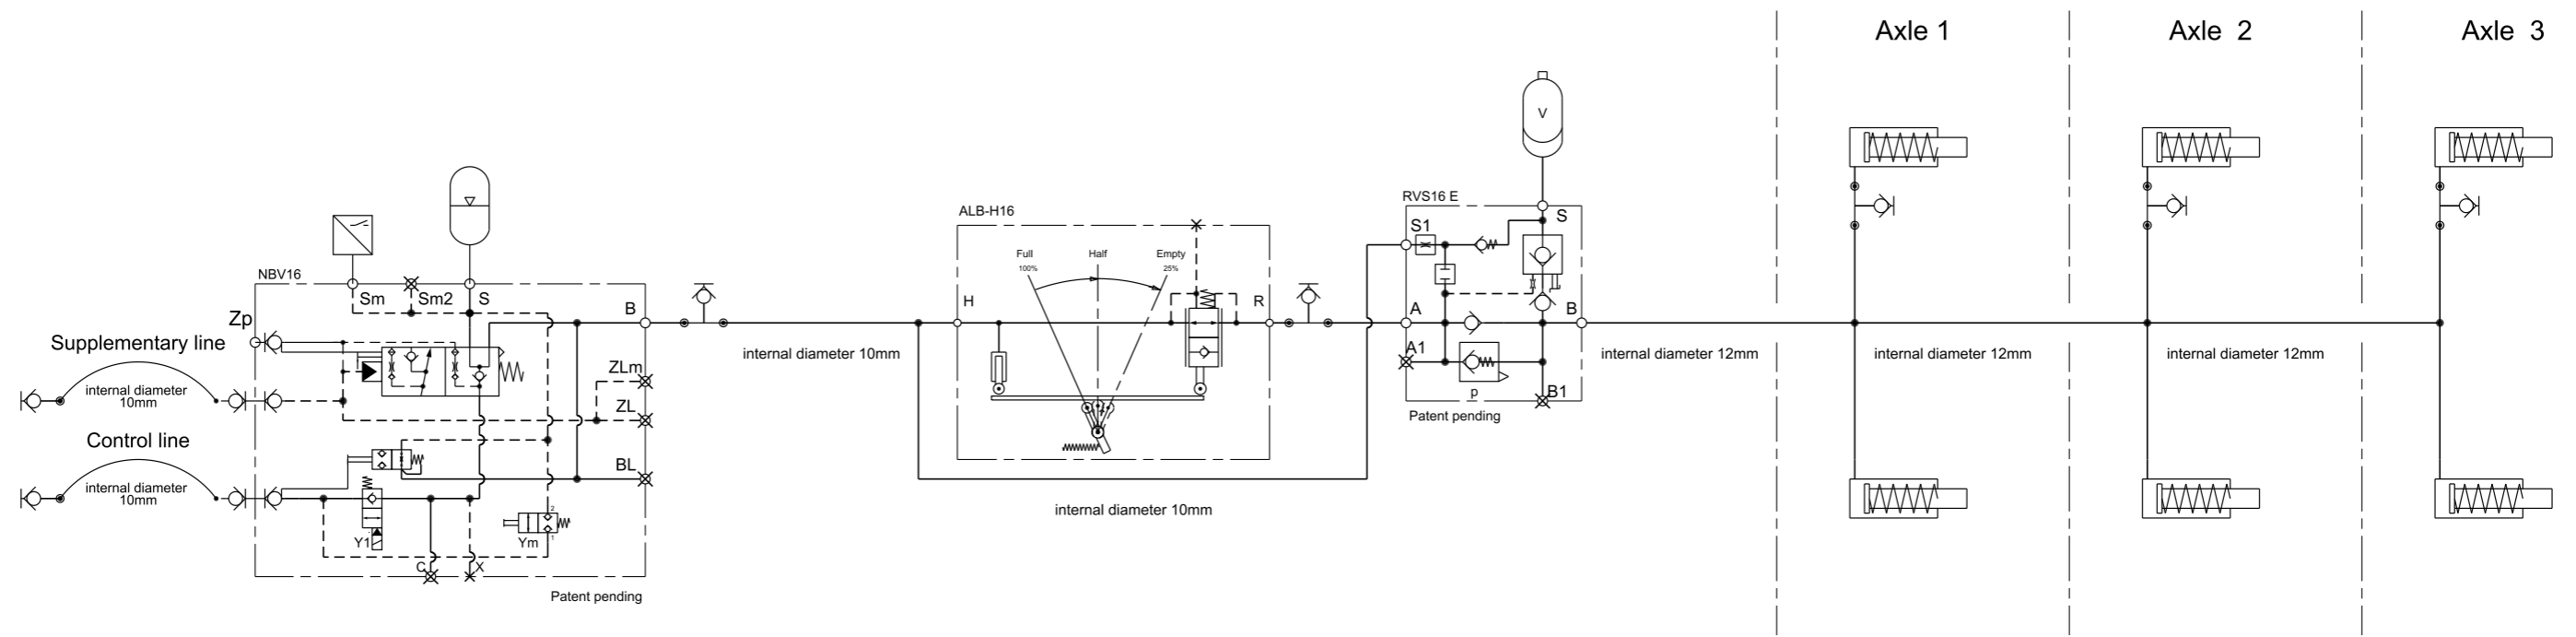 Axle 1
Axle 2
Axle 3
V
RVS16 E
ALB-H16
S1
S
Full
Half
Empty
100%
25%
NBV16
Sm
Sm2
S
B
H
R
A
B
Zp
Supplementary line
internal diameter
10mm
internal diameter 10mm
internal diameter 12mm
internal diameter 12mm
internal diameter 12mm
A1
ZLm
ZL
p
B1
Patent pending
Control line
internal diameter
10mm
BL
internal diameter 10mm
Y1
Ym
2
1
C
X
Patent pending